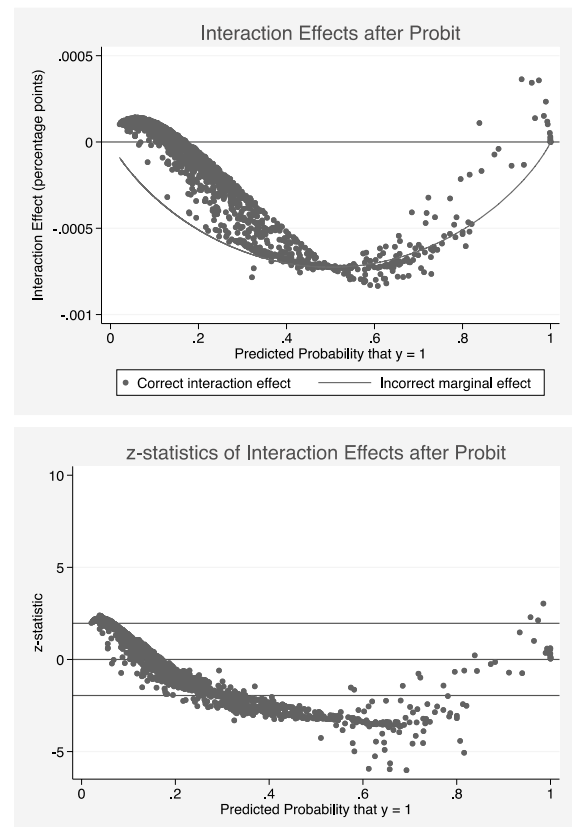 Interaction Effects after Probit
Interaction Effect (percentage points)
.0005
0
-.0005
-.001
0 .2 .4 .6 .8 1
Predicted Probability that y = 1
Correct interaction effect Incorrect marginal effect
z-statistics of Interaction Effects after Probit
z-statistic
10
5
0
-5
0 .2 .4 .6 .8 1
Predicted Probability that y = 1